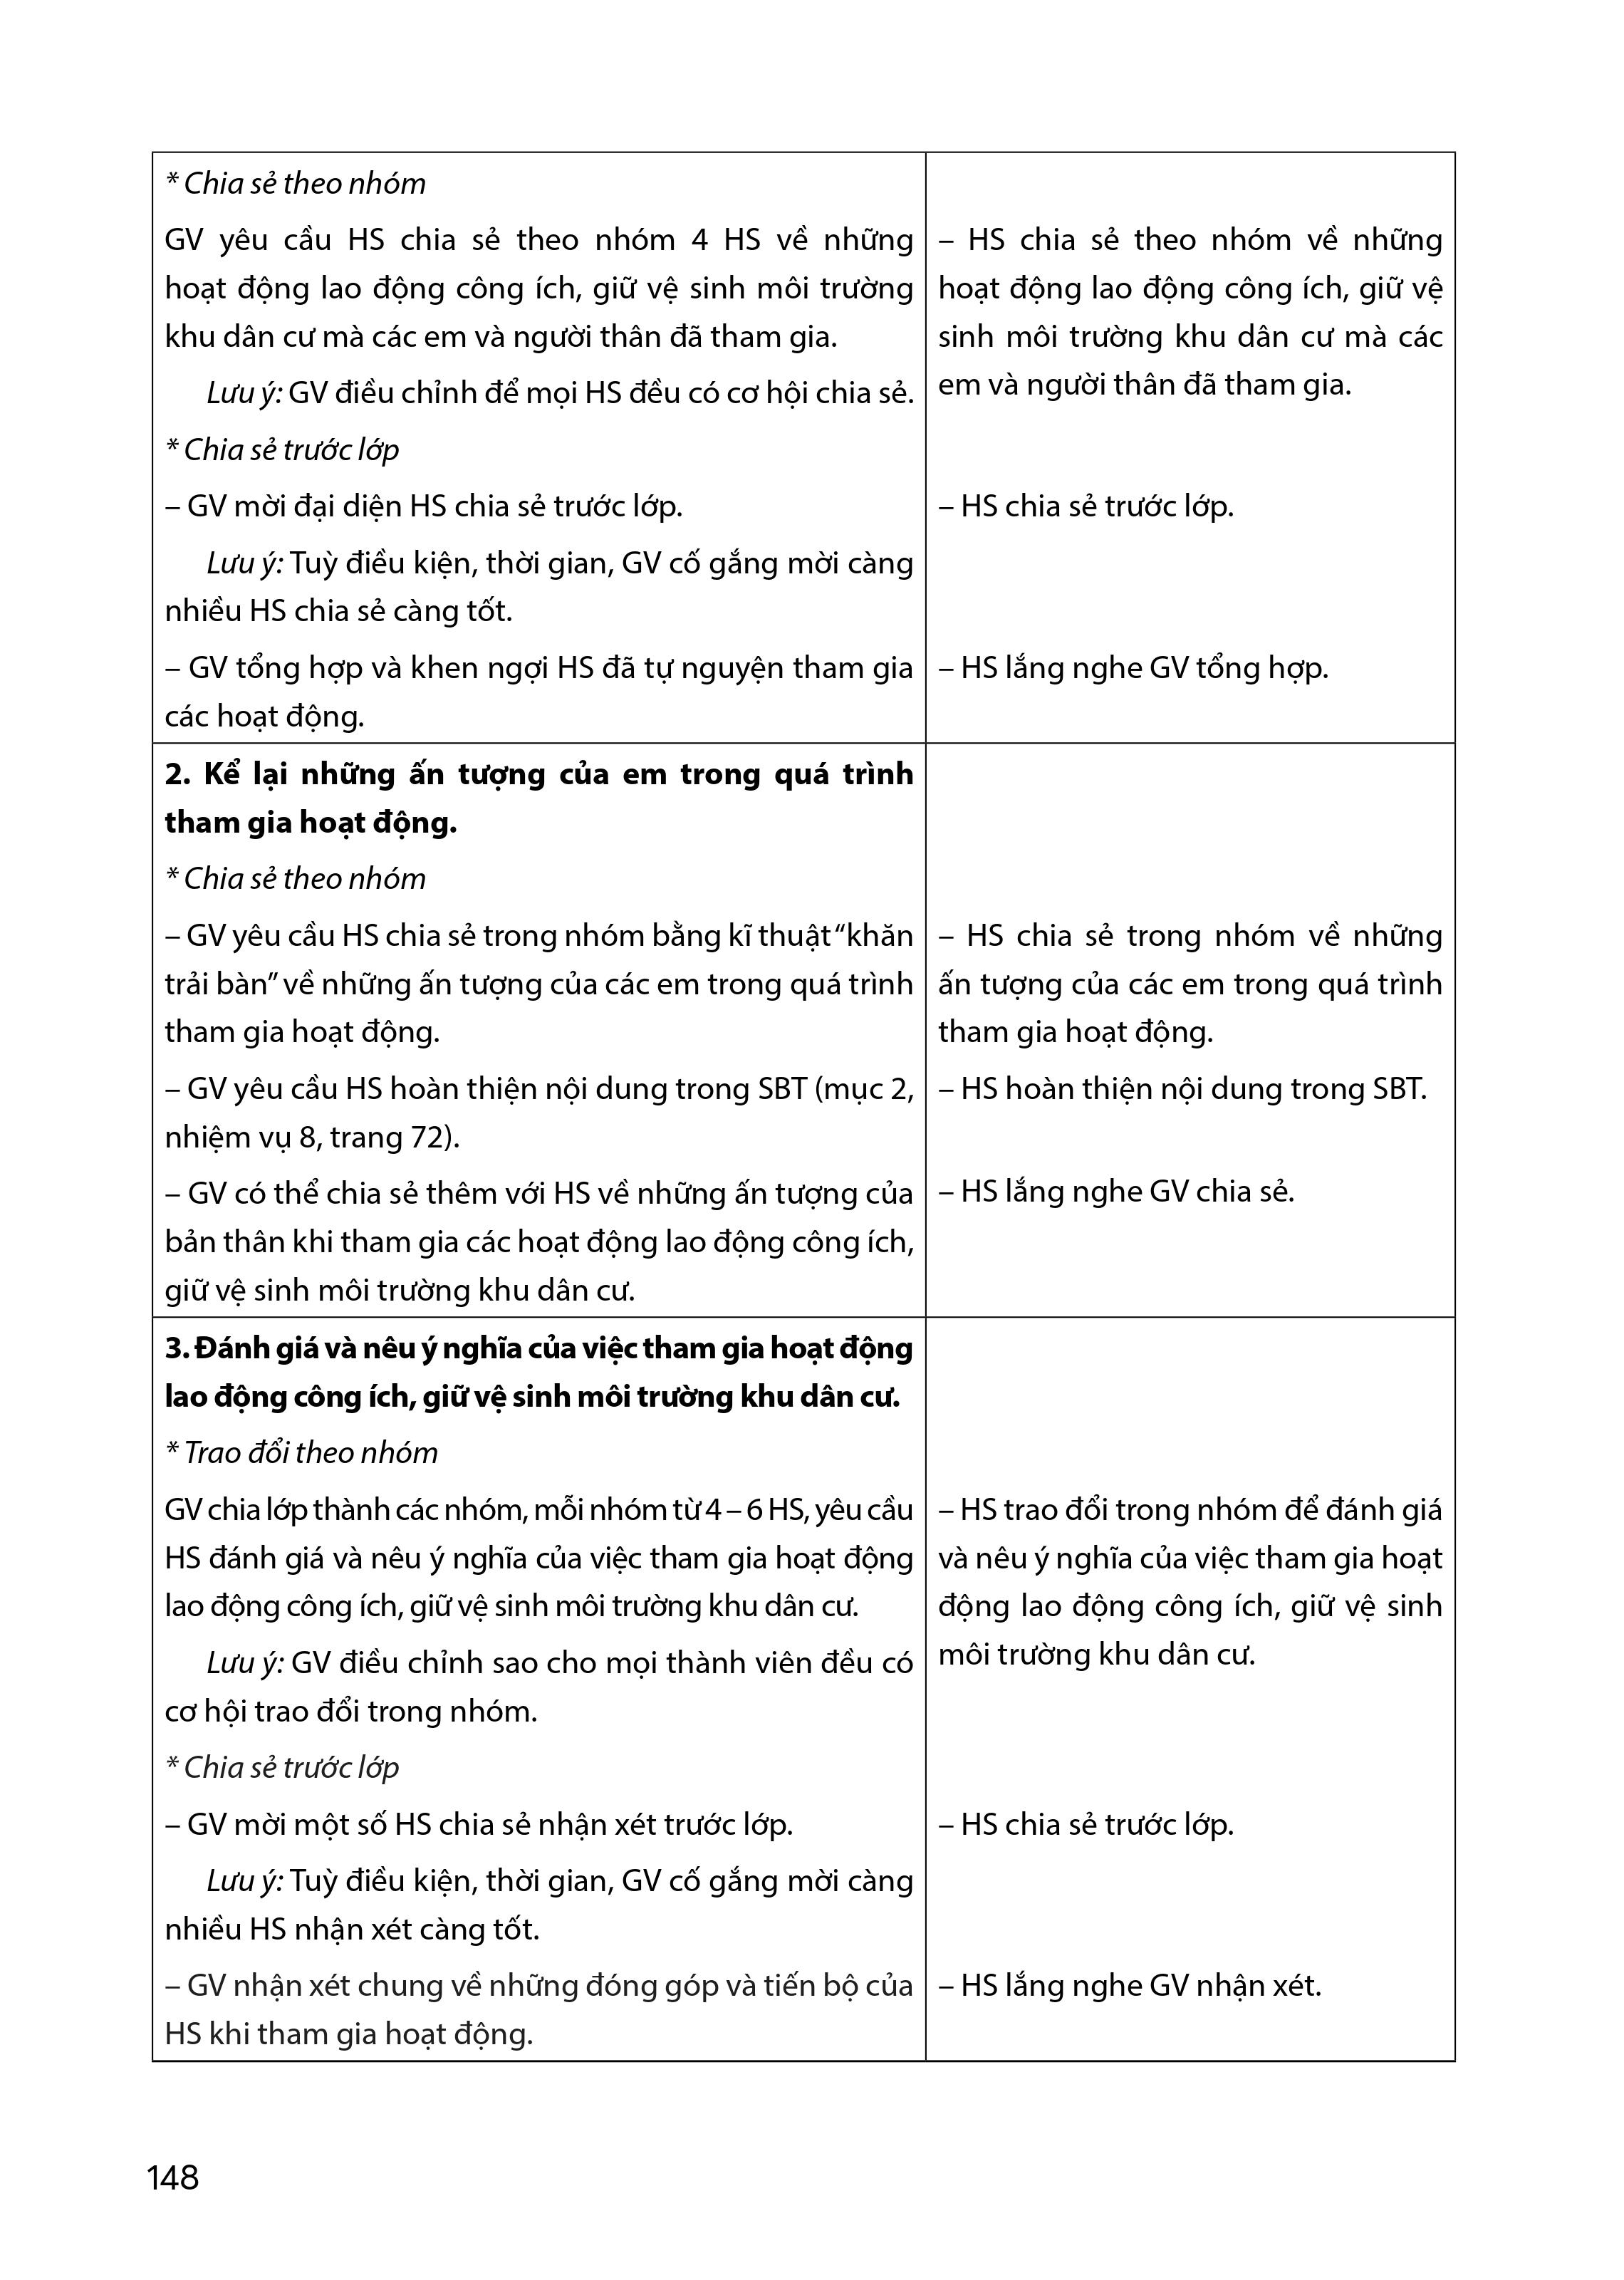 * Chia sẻ theo nhóm
GV yêu cầu HS chia sẻ theo nhóm 4 HS về những
hoạt động lao động công ích, giữ vệ sinh môi trường
khu dân cư mà các em và người thân đã tham gia.
Lưu ý: GV điều chỉnh để mọi HS đều có cơ hội chia sẻ.
– HS chia sẻ theo nhóm về những
hoạt động lao động công ích, giữ vệ
sinh môi trường khu dân cư mà các
em và người thân đã tham gia.
* Chia sẻ trước lớp
– GV mời đại diện HS chia sẻ trước lớp.
– HS chia sẻ trước lớp.
Lưu ý: Tuỳ điều kiện, thời gian, GV cố gắng mời càng
nhiều HS chia sẻ càng tốt.
– GV tổng hợp và khen ngợi HS đã tự nguyện tham gia
các hoạt động.
– HS lắng nghe GV tổng hợp.
2. Kể lại những ấn tượng của em trong quá trình
tham gia hoạt động.
* Chia sẻ theo nhóm
– GV yêu cầu HS chia sẻ trong nhóm bằng kĩ thuật “khăn
trải bàn” về những ấn tượng của các em trong quá trình
tham gia hoạt động.
– HS chia sẻ trong nhóm về những
ấn tượng của các em trong quá trình
tham gia hoạt động.
– GV yêu cầu HS hoàn thiện nội dung trong SBT (mục 2,
nhiệm vụ 8, trang 72).
– HS hoàn thiện nội dung trong SBT.
– GV có thể chia sẻ thêm với HS về những ấn tượng của
bản thân khi tham gia các hoạt động lao động công ích,
giữ vệ sinh môi trường khu dân cư.
– HS lắng nghe GV chia sẻ.
3. Đánh giá và nêu ý nghĩa của việc tham gia hoạt động
lao động công ích, giữ vệ sinh môi trường khu dân cư.
* Trao đổi theo nhóm
GV chia lớp thành các nhóm, mỗi nhóm từ 4 – 6 HS, yêu cầu
HS đánh giá và nêu ý nghĩa của việc tham gia hoạt động
lao động công ích, giữ vệ sinh môi trường khu dân cư.
Lưu ý: GV điều chỉnh sao cho mọi thành viên đều có
cơ hội trao đổi trong nhóm.
– HS trao đổi trong nhóm để đánh giá
và nêu ý nghĩa của việc tham gia hoạt
động lao động công ích, giữ vệ sinh
môi trường khu dân cư.
* Chia sẻ trước lớp
– GV mời một số HS chia sẻ nhận xét trước lớp.
– HS chia sẻ trước lớp.
Lưu ý: Tuỳ điều kiện, thời gian, GV cố gắng mời càng
nhiều HS nhận xét càng tốt.
– GV nhận xét chung về những đóng góp và tiến bộ của
HS khi tham gia hoạt động.
– HS lắng nghe GV nhận xét.
148